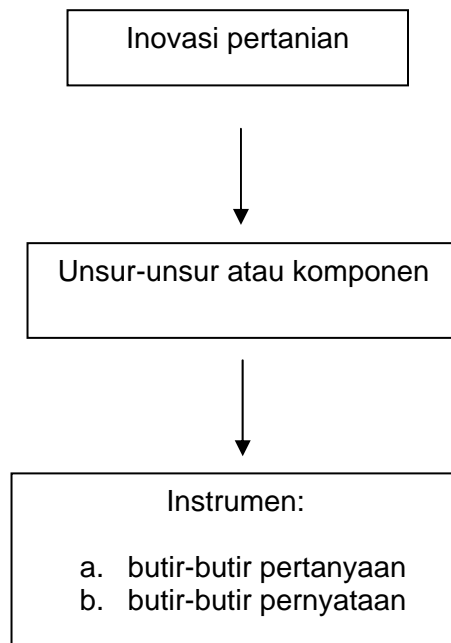 Inovasi pertanian
Unsur-unsur atau komponen
Instrumen:
a. butir-butir pertanyaan
b. butir-butir pernyataan